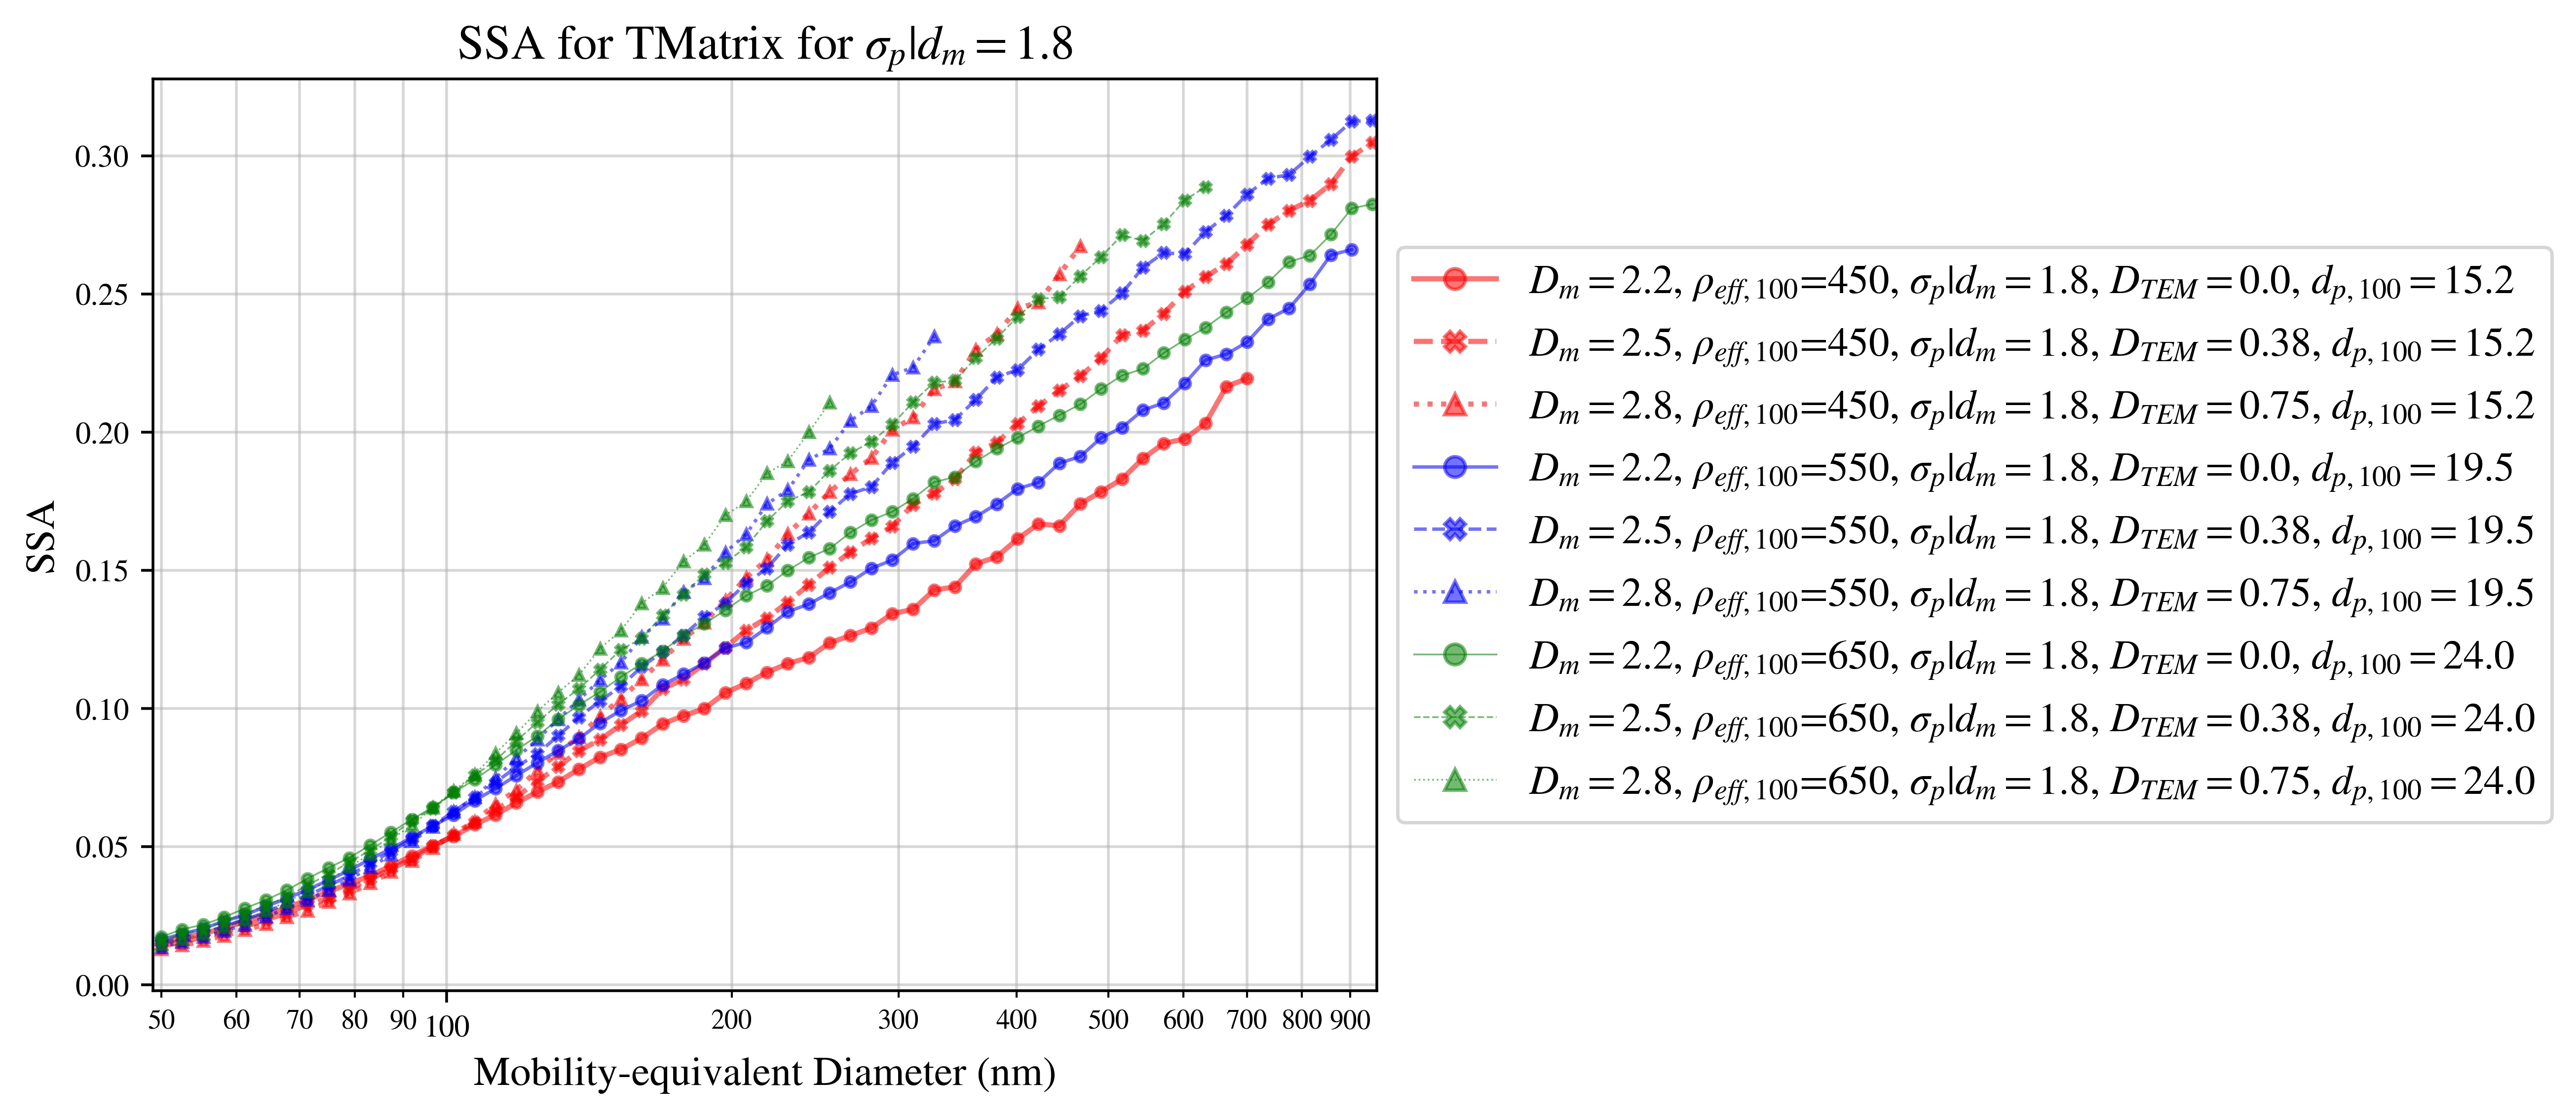 SSA for TMatrix for σp|dm = 1.8
0.30
0.25
0.20
0.15
0.10
0.05
0.00
SSA
50 60 70 80 90 100 200 300 400 500 600 700 800 900
Mobility-equivalent Diameter (nm)
Dm = 2.2, ρeff, 100=450, σp|dm = 1.8, DTEM = 0.0, dp, 100 = 15.2
Dm = 2.5, ρeff, 100=450, σp|dm = 1.8, DTEM = 0.38, dp, 100 = 15.2
Dm = 2.8, ρeff, 100=450, σp|dm = 1.8, DTEM = 0.75, dp, 100 = 15.2
Dm = 2.2, ρeff, 100=550, σp|dm = 1.8, DTEM = 0.0, dp, 100 = 19.5
Dm = 2.5, ρeff, 100=550, σp|dm = 1.8, DTEM = 0.38, dp, 100 = 19.5
Dm = 2.8, ρeff, 100=550, σp|dm = 1.8, DTEM = 0.75, dp, 100 = 19.5
Dm = 2.2, ρeff, 100=650, σp|dm = 1.8, DTEM = 0.0, dp, 100 = 24.0
Dm = 2.5, ρeff, 100=650, σp|dm = 1.8, DTEM = 0.38, dp, 100 = 24.0
Dm = 2.8, ρeff, 100=650, σp|dm = 1.8, DTEM = 0.75, dp, 100 = 24.0